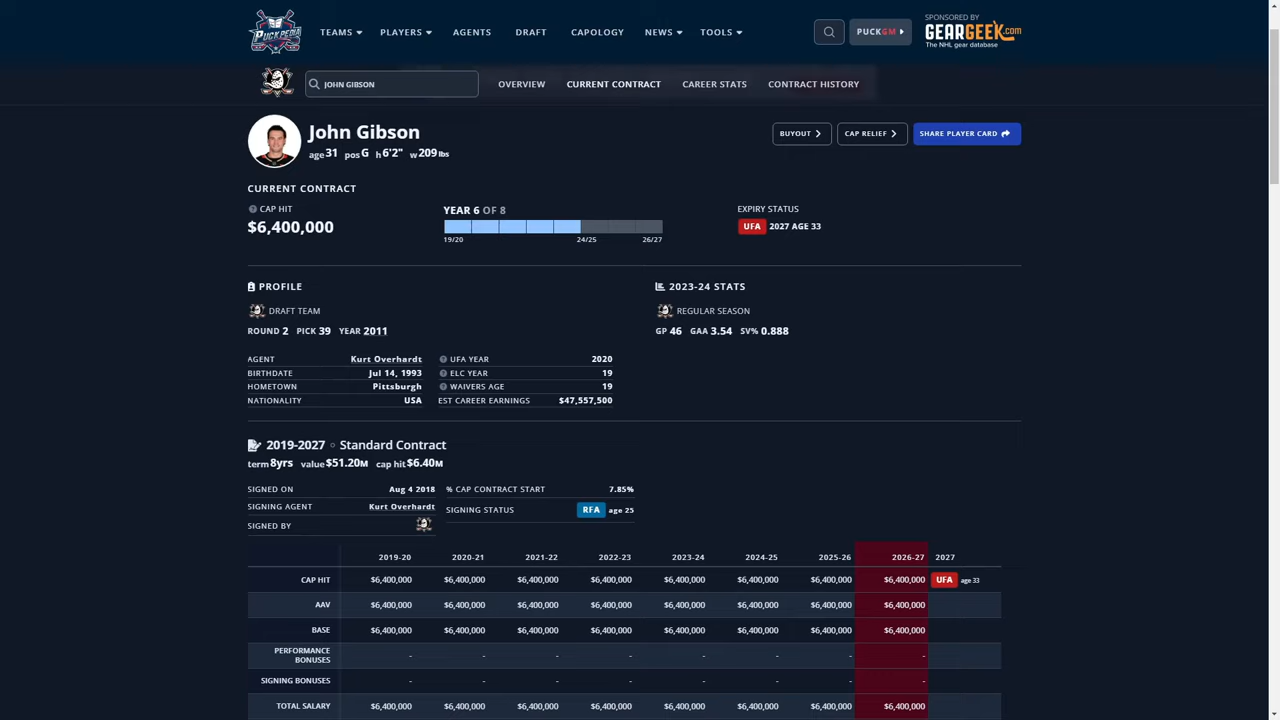 PUCKPEDIA
TEAMS PLAYERS AGENTS DRAFT CAPOLOGY NEWS TOOLS
PUCKGM
SPONSORED BY
GEARGEEK.com
The NHL gear database
JOHN GIBSON
OVERVIEW CURRENT CONTRACT CAREER STATS CONTRACT HISTORY
John Gibson
age 31 pos G h 6'2" w 209 lbs
BUYOUT CAP RELIEF SHARE PLAYER CARD
CURRENT CONTRACT
CAP HIT
$6,400,000
YEAR 6 OF 8
19/20 24/25 26/27
EXPIRY STATUS
UFA 2027 AGE 33
PROFILE
DRAFT TEAM
ROUND 2 PICK 39 YEAR 2011
2023-24 STATS
REGULAR SEASON
GP 46 GAA 3.54 SV% 0.888
AGENT Kurt Overhardt
BIRTHDATE Jul 14, 1993
HOMETOWN Pittsburgh
NATIONALITY USA
UFA YEAR 2020
ELC YEAR 19
WAIVERS AGE 19
EST CAREER EARNINGS $47,557,500
2019-2027 ○ Standard Contract
term 8yrs value $51.20M cap hit $6.40M
SIGNED ON Aug 4 2018
SIGNING AGENT Kurt Overhardt
SIGNED BY
% CAP CONTRACT START 7.85%
SIGNING STATUS RFA age 25
2019-20 2020-21 2021-22 2022-23 2023-24 2024-25 2025-26 2026-27 2027
CAP HIT $6,400,000 $6,400,000 $6,400,000 $6,400,000 $6,400,000 $6,400,000 $6,400,000 $6,400,000 UFA age 33
AAV $6,400,000 $6,400,000 $6,400,000 $6,400,000 $6,400,000 $6,400,000 $6,400,000 $6,400,000
BASE $6,400,000 $6,400,000 $6,400,000 $6,400,000 $6,400,000 $6,400,000 $6,400,000 $6,400,000
PERFORMANCE
BONUSES - - - - - - - -
SIGNING BONUSES - - - - - - - -
TOTAL SALARY $6,400,000 $6,400,000 $6,400,000 $6,400,000 $6,400,000 $6,400,000 $6,400,000 $6,400,000